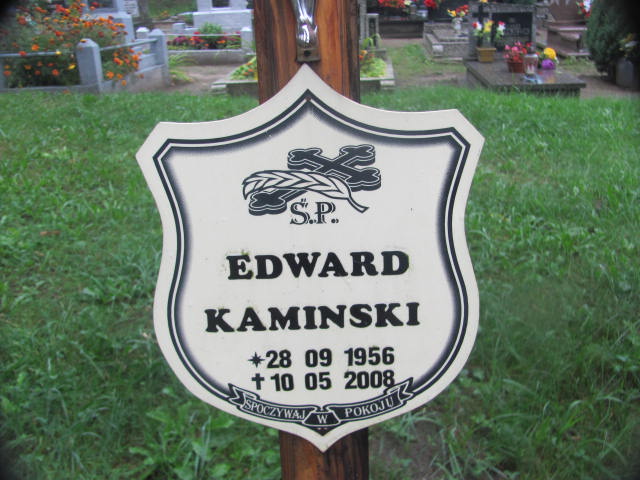 Ś.P.
EDWARD
KAMINSKI
* 28 09 1956
✝ 10 05 2008
SPOCZYWAJ W POKOJU